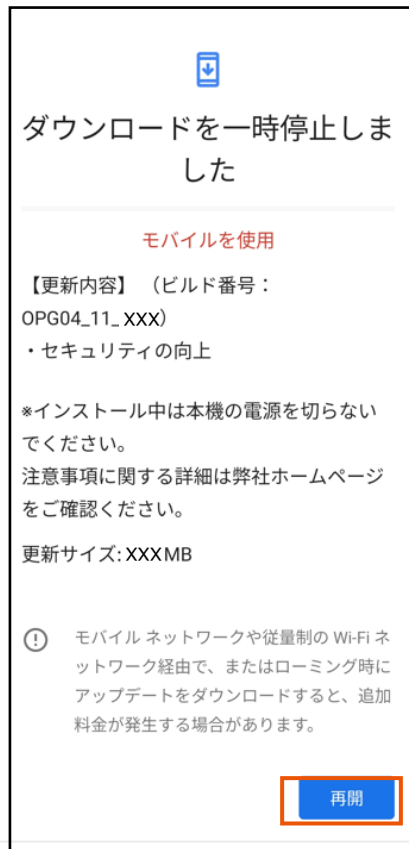 ダウンロードを一時停止しま
した
モバイルを使用
【更新内容】（ビルド番号：
OPG04_11_ XXX）
・セキュリティの向上
*インストール中は本機の電源を切らない
でください。
注意事項に関する詳細は弊社ホームページ
をご確認ください。
更新サイズ: XXX MB
モバイル ネットワークや従量制の Wi-Fi ネ
ットワーク経由で、またはローミング時に
アップデートをダウンロードすると、追加
料金が発生する場合があります。
再開